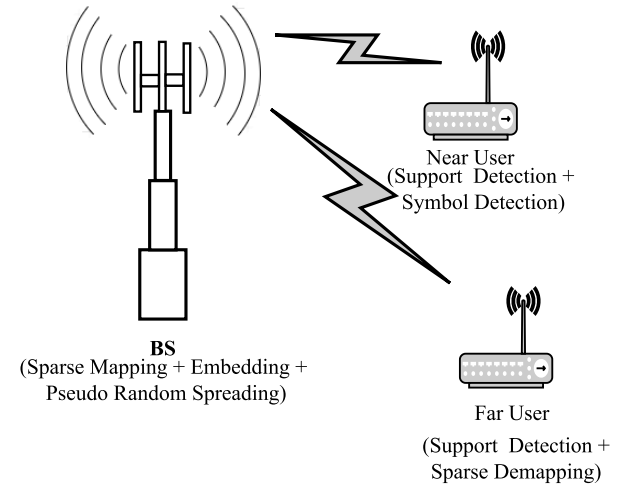 Near User
(Support Detection +
Symbol Detection)
BS
(Sparse Mapping + Embedding +
Pseudo Random Spreading)
Far User
(Support Detection +
Sparse Demapping)